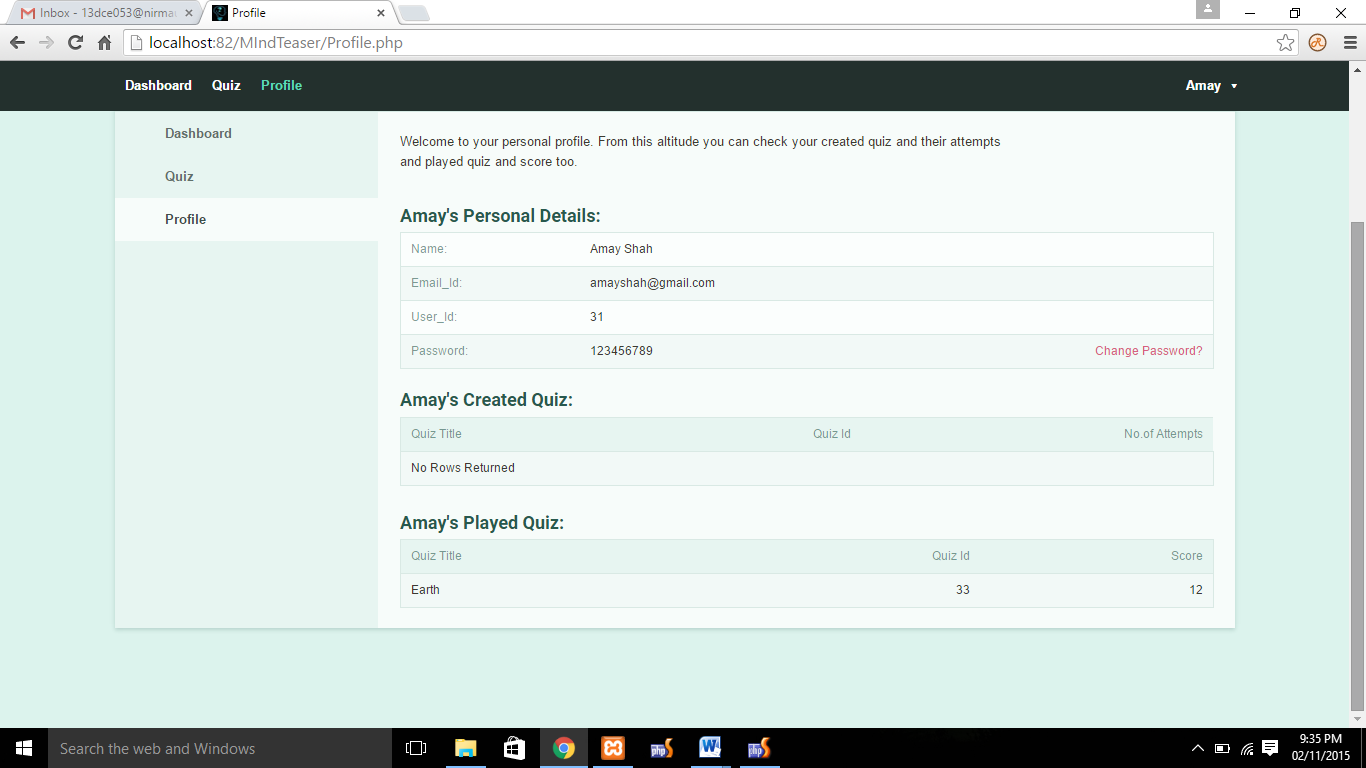 Inbox - 13dce053@nirma
Profile
localhost:82/MIndTeaser/Profile.php
Dashboard Quiz Profile Amay
Dashboard
Quiz
Profile
Welcome to your personal profile. From this altitude you can check your created quiz and their attempts
and played quiz and score too.
Amay's Personal Details:
Name: Amay Shah
Email_Id: amayshah@gmail.com
User_Id: 31
Password: 123456789 Change Password?
Amay's Created Quiz:
Quiz Title Quiz Id No.of Attempts
No Rows Returned
Amay's Played Quiz:
Quiz Title Quiz Id Score
Earth 33 12
Search the web and Windows
php
php
9:35 PM
02/11/2015